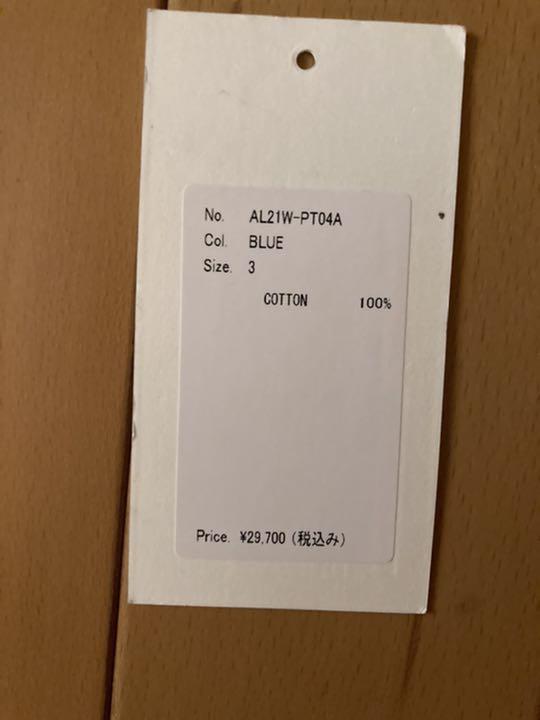 No. AL21W-PT04A
Col. BLUE
Size. 3
COTTON 100%
Price. ¥29,700 (税込み)